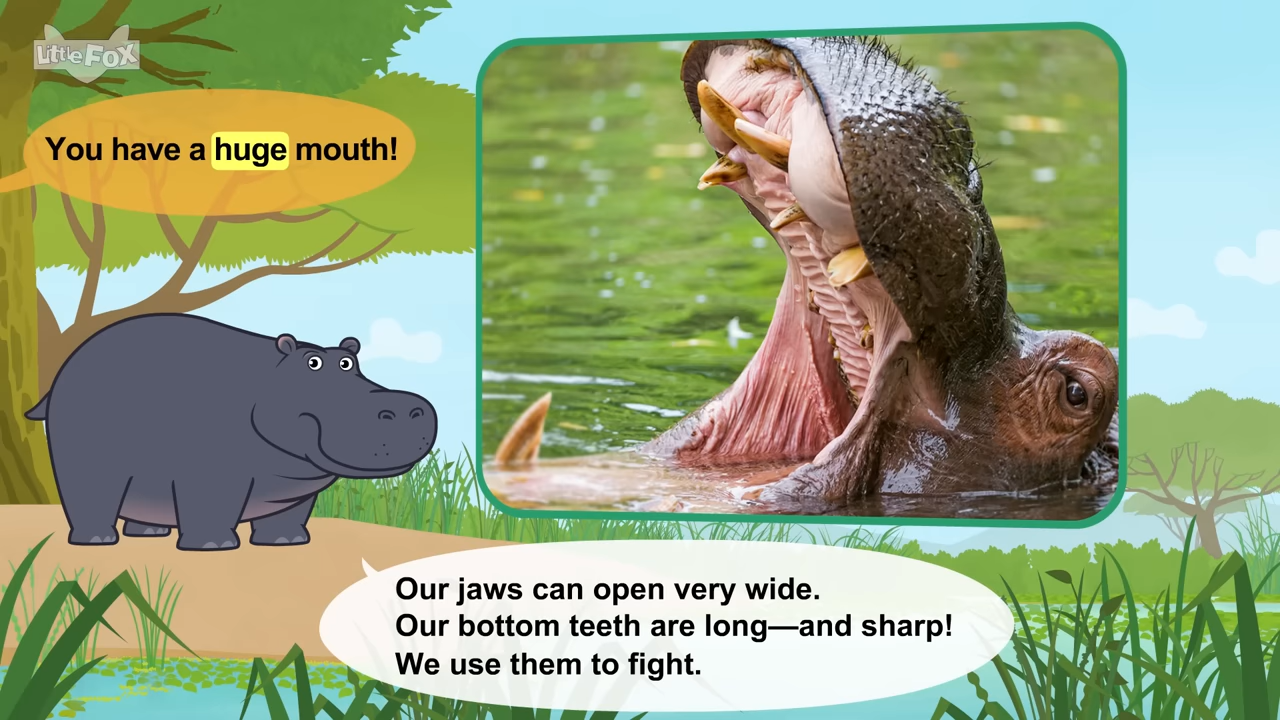 Little Fox
You have a huge mouth!
Our jaws can open very wide.
Our bottom teeth are long—and sharp!
We use them to fight.